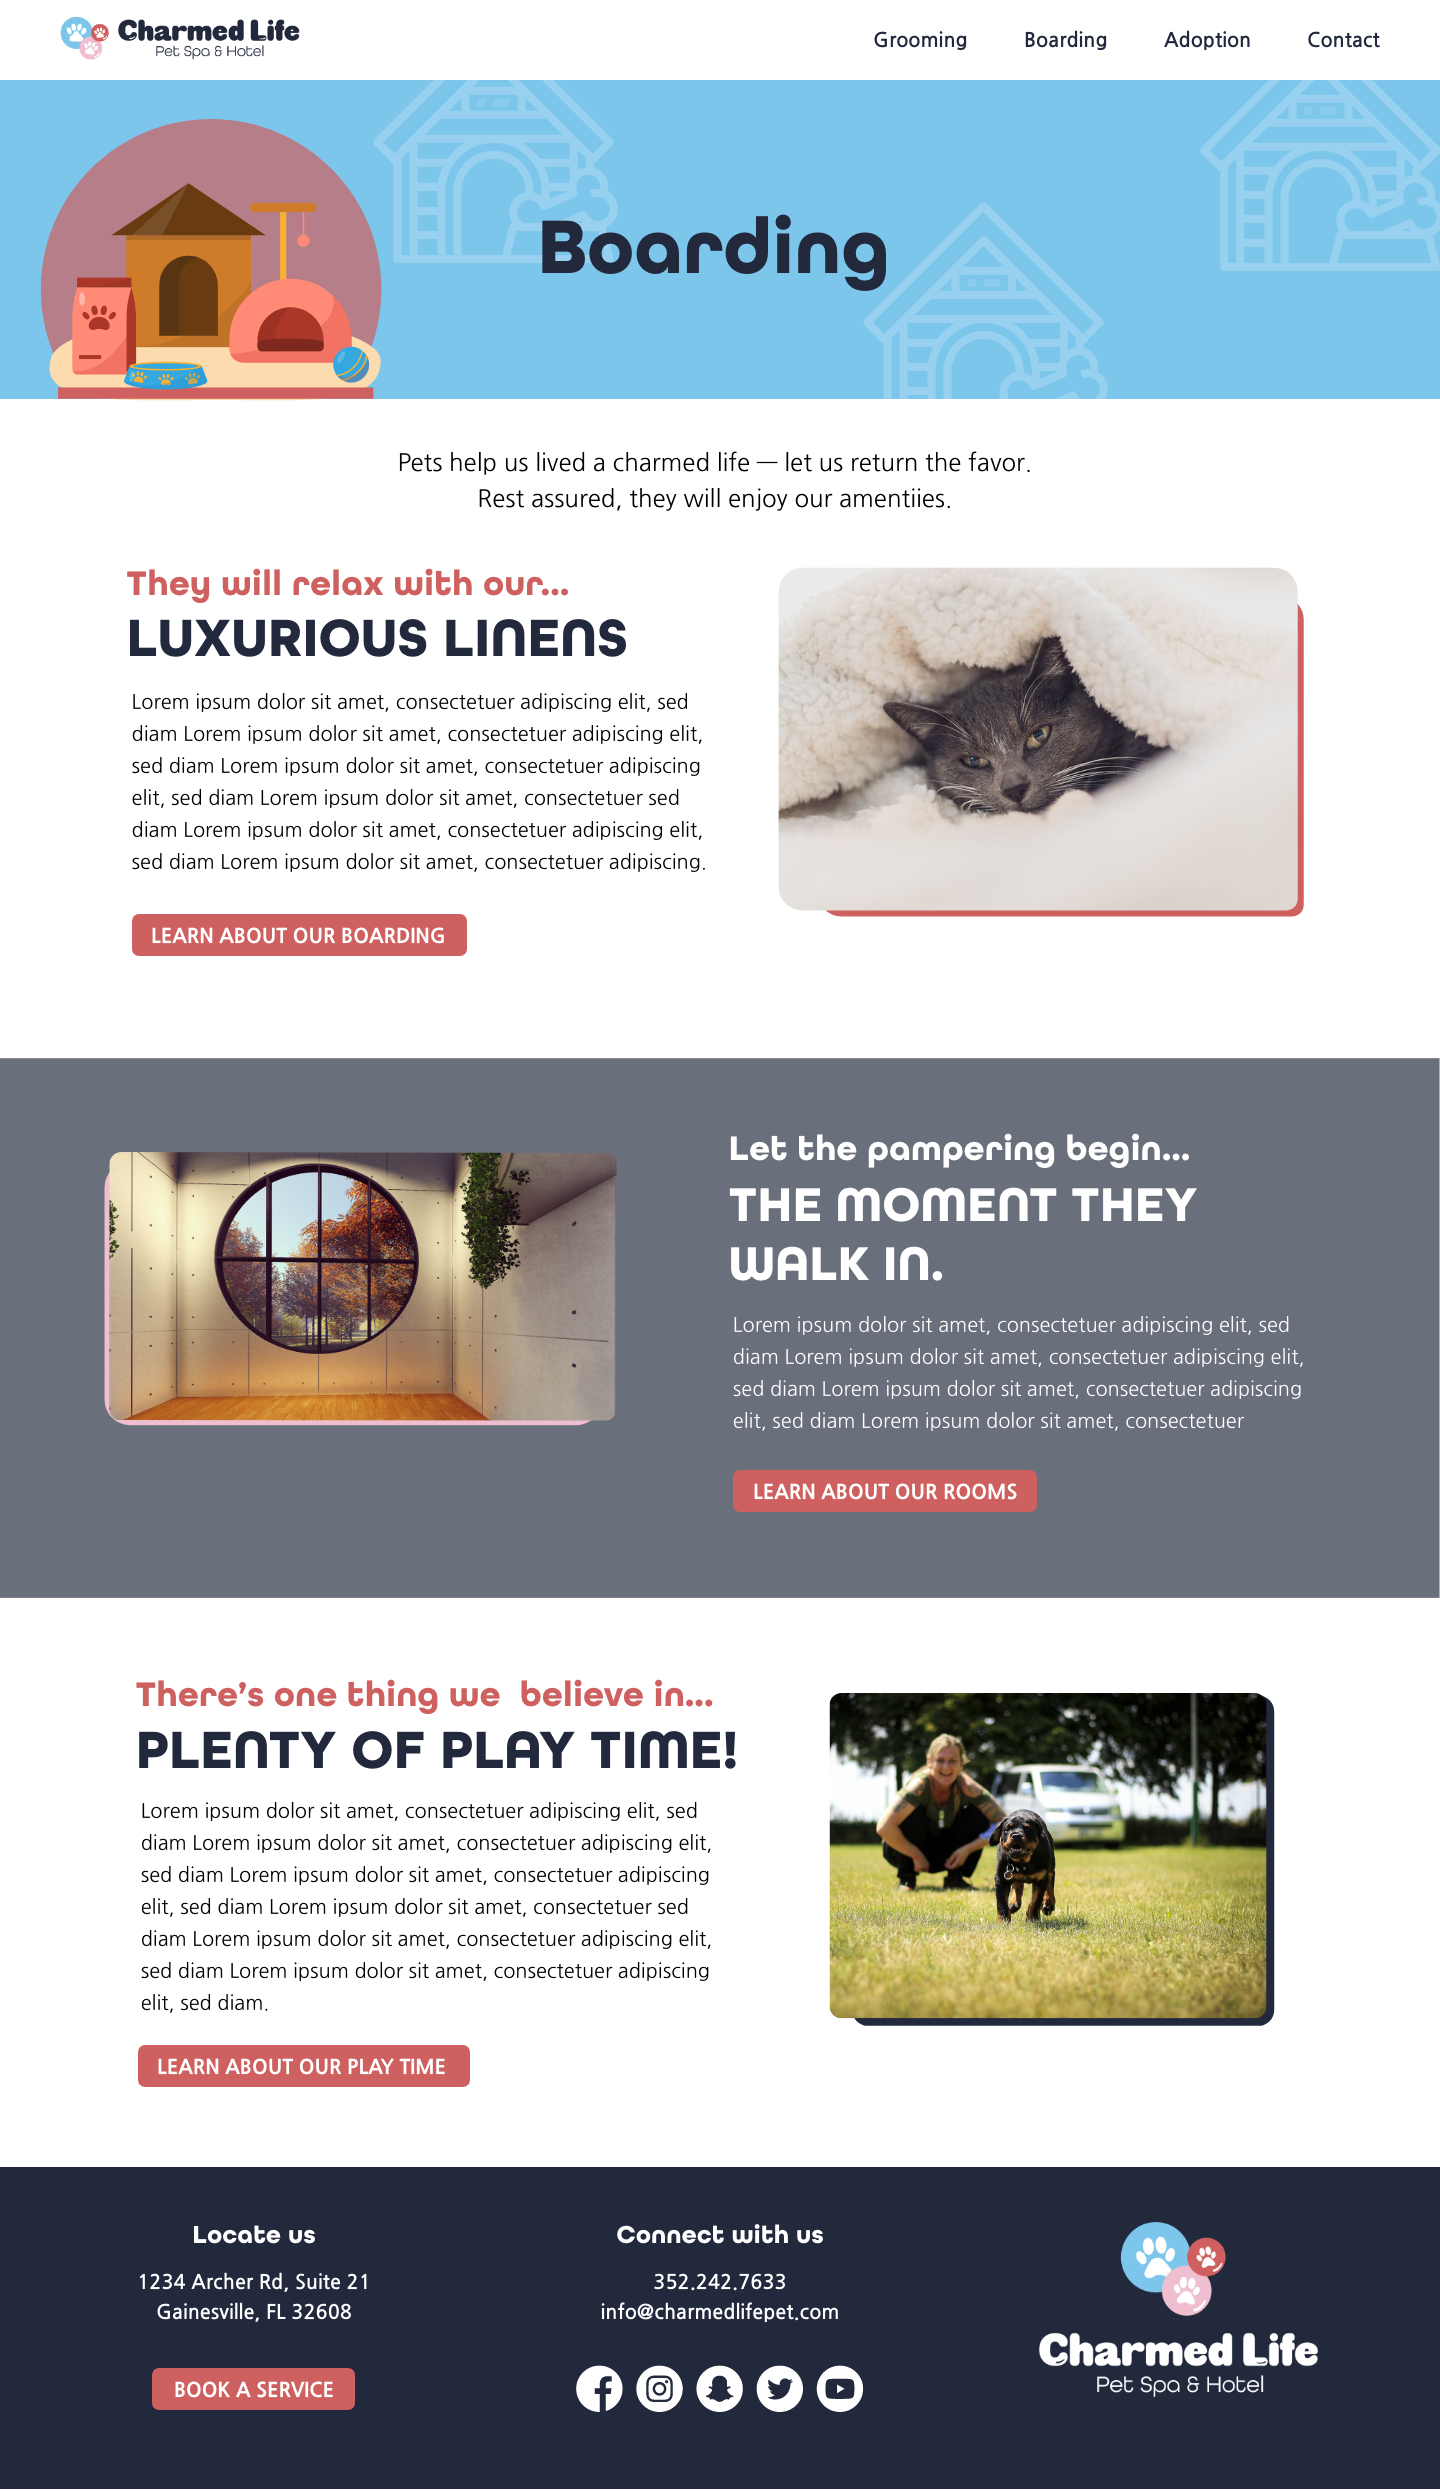 Charmed Life
Pet Spa & Hotel
Grooming
Boarding
Adoption
Contact
Boarding
Pets help us lived a charmed life — let us return the favor.
Rest assured, they will enjoy our amentiies.
They will relax with our...
LUXURIOUS LINENS
Lorem ipsum dolor sit amet, consectetuer adipiscing elit, sed
diam Lorem ipsum dolor sit amet, consectetuer adipiscing elit,
sed diam Lorem ipsum dolor sit amet, consectetuer adipiscing
elit, sed diam Lorem ipsum dolor sit amet, consectetuer sed
diam Lorem ipsum dolor sit amet, consectetuer adipiscing elit,
sed diam Lorem ipsum dolor sit amet, consectetuer adipiscing.
LEARN ABOUT OUR BOARDING
Let the pampering begin...
THE MOMENT THEY
WALK IN.
Lorem ipsum dolor sit amet, consectetuer adipiscing elit, sed
diam Lorem ipsum dolor sit amet, consectetuer adipiscing elit,
sed diam Lorem ipsum dolor sit amet, consectetuer adipiscing
elit, sed diam Lorem ipsum dolor sit amet, consectetuer
LEARN ABOUT OUR ROOMS
There's one thing we  believe in...
PLENTY OF PLAY TIME!
Lorem ipsum dolor sit amet, consectetuer adipiscing elit, sed
diam Lorem ipsum dolor sit amet, consectetuer adipiscing elit,
sed diam Lorem ipsum dolor sit amet, consectetuer adipiscing
elit, sed diam Lorem ipsum dolor sit amet, consectetuer sed
diam Lorem ipsum dolor sit amet, consectetuer adipiscing elit,
sed diam Lorem ipsum dolor sit amet, consectetuer adipiscing
elit, sed diam.
LEARN ABOUT OUR PLAY TIME
Locate us
1234 Archer Rd, Suite 21
Gainesville, FL 32608
BOOK A SERVICE
Connect with us
352.242.7633
info@charmedlifepet.com
Charmed Life
Pet Spa & Hotel